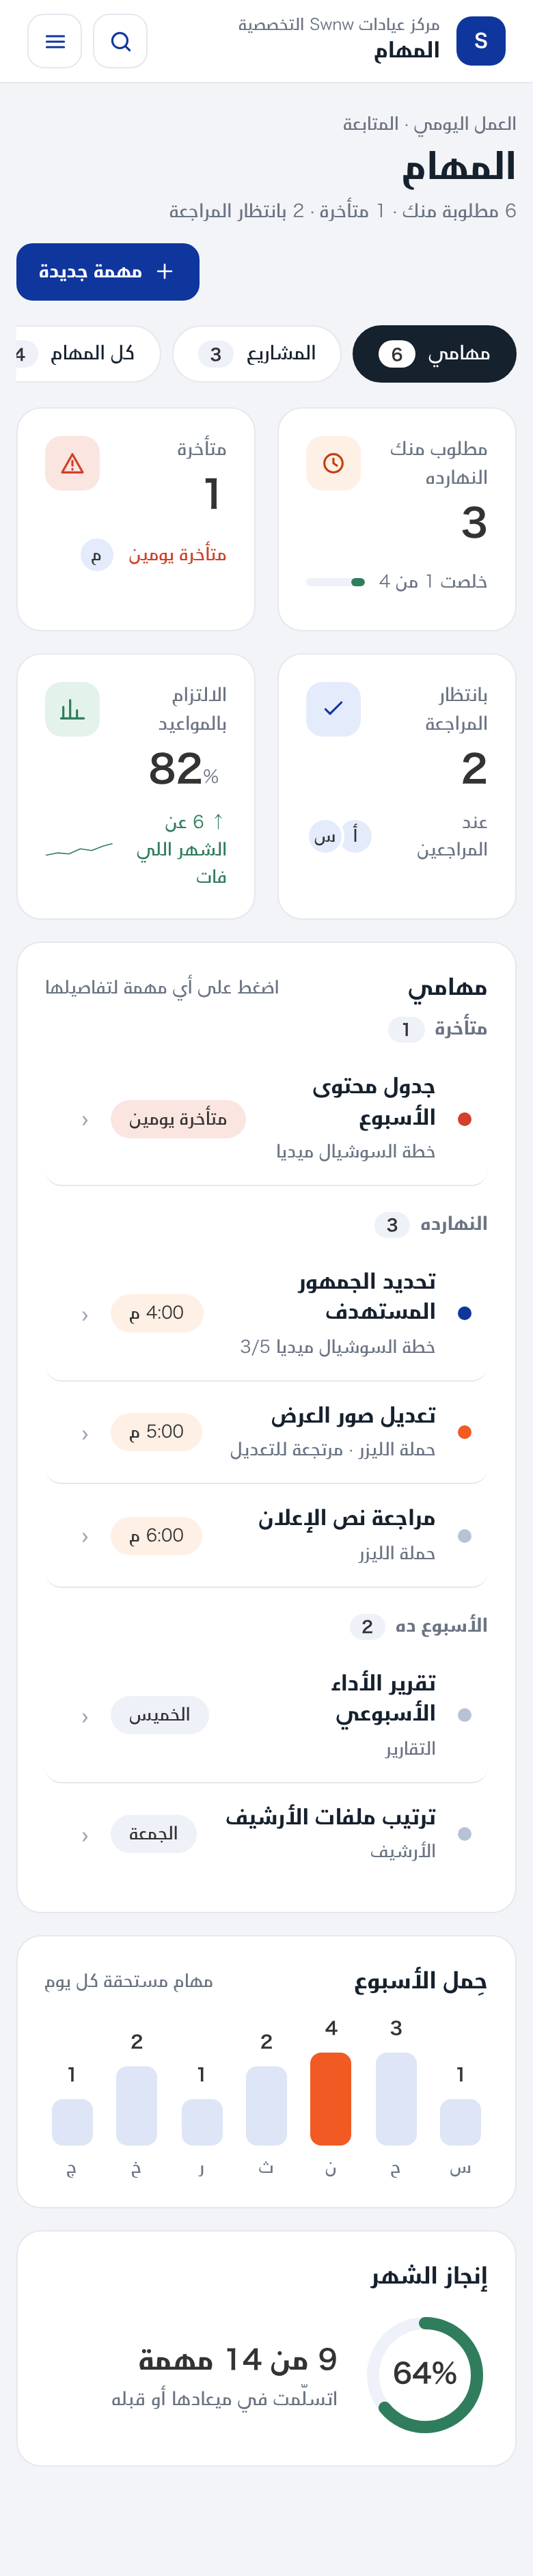 S
مركز عيادات Swnw التخصصية
المهام
العمل اليومي · المتابعة
المهام
6 مطلوبة منك · 1 متأخرة · 2 بانتظار المراجعة
+ مهمة جديدة
مهامي 6
المشاريع 3
كل المهام 4
مطلوب منك
النهارده
3
خلصت 1 من 4
متأخرة
1
متأخرة يومين
م
بانتظار
المراجعة
2
عند
المراجعين
أ
س
الالتزام
بالمواعيد
82%
↑ 6 عن
الشهر اللي
فات
مهامي
اضغط على أي مهمة لتفاصيلها
متأخرة 1
جدول محتوى
الأسبوع
خطة السوشيال ميديا
متأخرة يومين
النهارده 3
تحديد الجمهور
المستهدف
خطة السوشيال ميديا 3/5
4:00 م
تعديل صور العرض
حملة الليزر · مرتجعة للتعديل
5:00 م
مراجعة نص الإعلان
حملة الليزر
6:00 م
الأسبوع ده 2
تقرير الأداء
الأسبوعي
التقارير
الخميس
ترتيب ملفات الأرشيف
الأرشيف
الجمعة
حِمل الأسبوع
مهام مستحقة كل يوم
1 3 4 2 1 2 1
س ح ن ث ر خ ج
إنجاز الشهر
64%
9 من 14 مهمة
اتسلّمت في ميعادها أو قبله